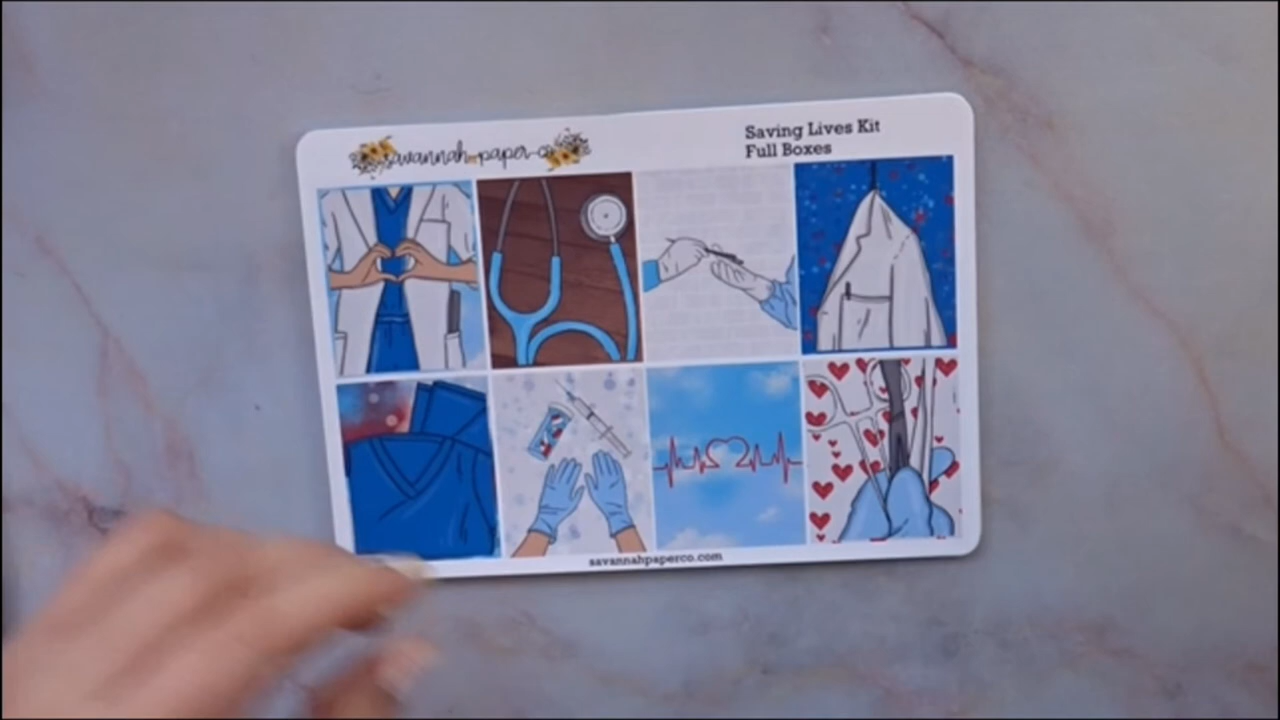 savannah-paper-co
Saving Lives Kit
Full Boxes
savannahpaperco.com